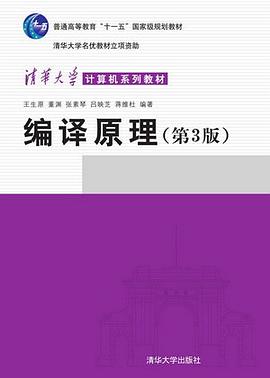 普通高等教育“十一五”国家级规划教材
清华大学名优教材立项资助
清华大学 计算机系列教材
王生原 董渊 张素琴 吕映芝 蒋维杜 编著
编译原理(第3版)
清华大学出版社